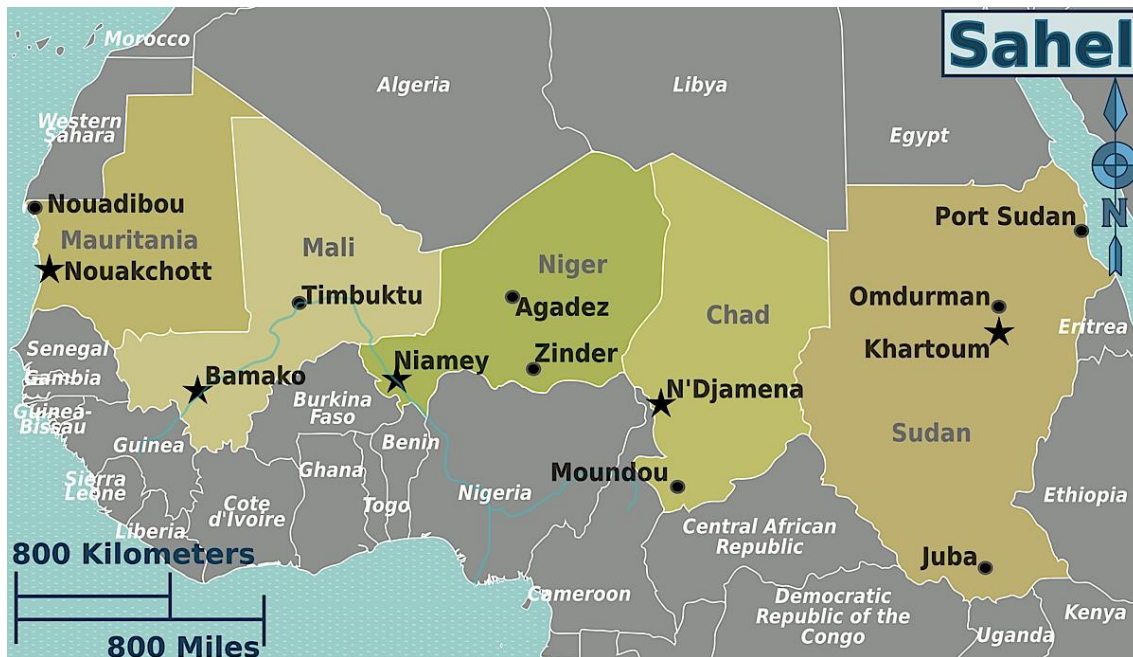 Sahel
Morocco
Algeria
Libya
Egypt
Western
Sahara
Nouadibou
Mauritania
Nouakchott
Mali
Timbuktu
Niger
Agadez
Zinder
Chad
Port Sudan
N
Omdurman
Khartoum
Eritrea
Senegal
Gambia
Guinea-
Bissau
Bamako
Niamey
N'Djamena
Burkina
Faso
Sudan
Guinea
Benin
Ghana
Togo
Nigeria
Moundou
Ethiopia
Sierra
Leone
Liberia
Cote
d'Ivoire
Central African
Republic
Juba
Cameroon
Democratic
Republic of the
Congo
Kenya
Uganda
800 Kilometers
800 Miles